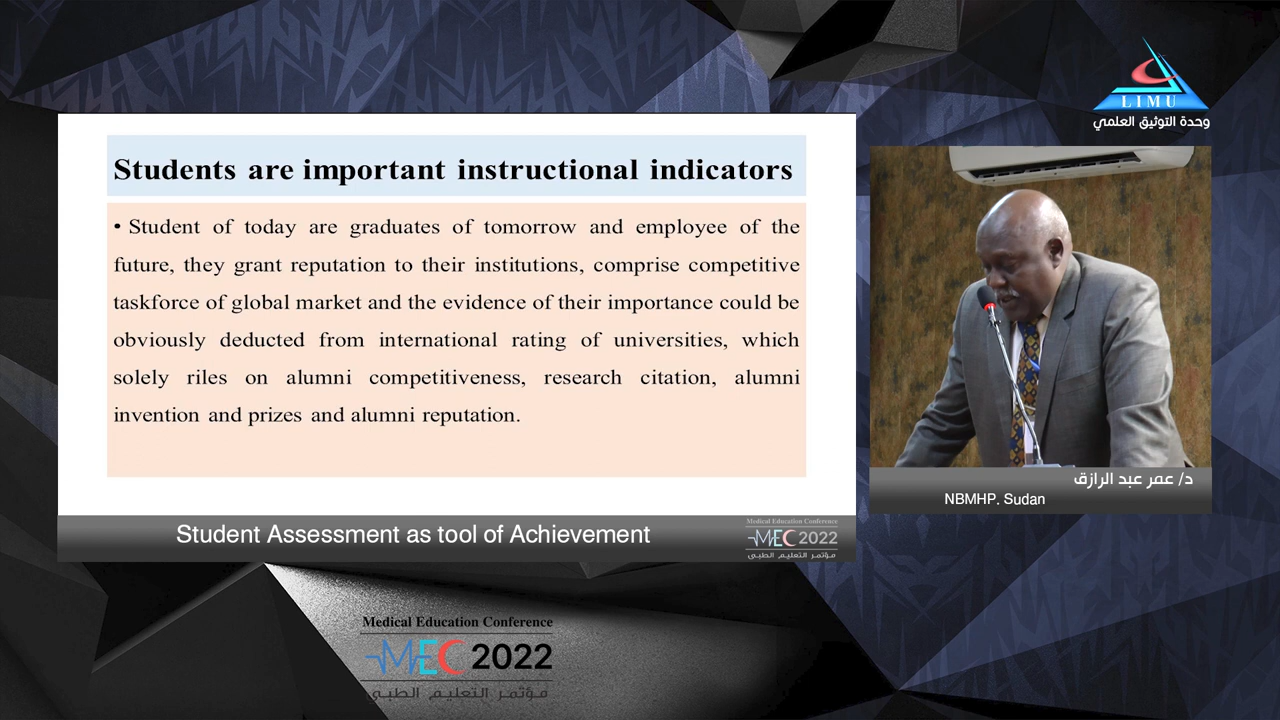 LIMU
وحدة التوثيق العلمي
Students are important instructional indicators
• Student of today are graduates of tomorrow and employee of the
future, they grant reputation to their institutions, comprise competitive
taskforce of global market and the evidence of their importance could be
obviously deducted from international rating of universities, which
solely riles on alumni competitiveness, research citation, alumni
invention and prizes and alumni reputation.
د/ عمر عبد الرازق
NBMHP. Sudan
Student Assessment as tool of Achievement
Medical Education Conference
MEC 2022
مؤتمر التعليم الطبي
Medical Education Conference
MEC 2022
مؤتمر التعليم الطبي